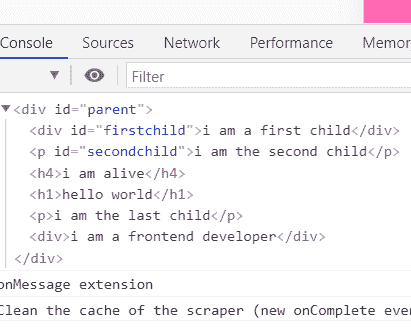 Console Sources Network Performance Memor
Filter
<div id="parent">
<div id="firstchild">i am a first child</div>
<p id="secondchild">i am the second child</p>
<h4>i am alive</h4>
<h1>hello world</h1>
<p>i am the last child</p>
<div>i am a frontend developer</div>
</div>
onMessage extension
Clean the cache of the scraper (new onComplete eve